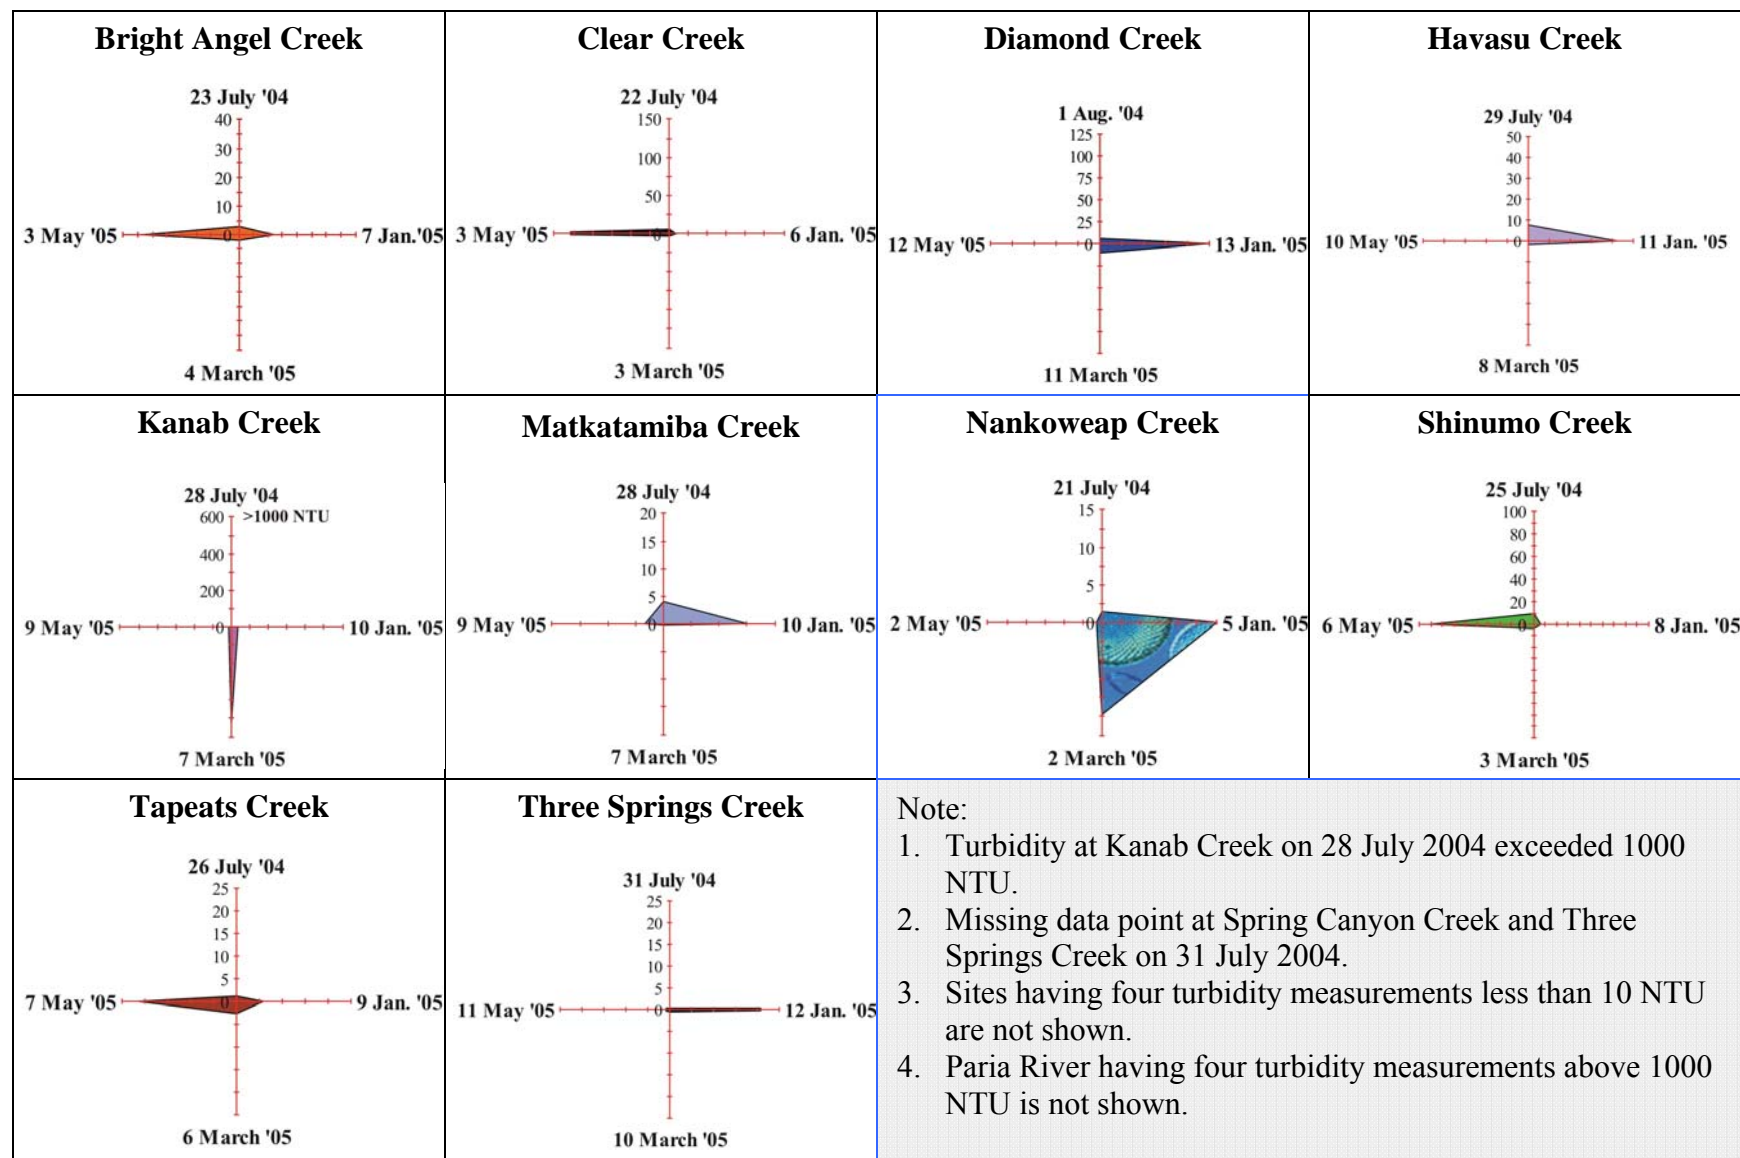 Bright Angel Creek
23 July '04
40
30
20
10
0
3 May '05
7 Jan.'05
4 March '05
Clear Creek
22 July '04
150
100
50
0
3 May '05
6 Jan. '05
3 March '05
Diamond Creek
1 Aug. '04
125
100
75
50
25
0
12 May '05
13 Jan. '05
11 March '05
Havasu Creek
29 July '04
50
40
30
20
10
0
10 May '05
11 Jan. '05
8 March '05
Kanab Creek
28 July '04
600 >1000 NTU
400
200
0
9 May '05
10 Jan. '05
7 March '05
Matkatamiba Creek
28 July '04
20
15
10
5
0
9 May '05
10 Jan. '05
7 March '05
Nankoweap Creek
21 July '04
15
10
5
0
2 May '05
5 Jan. '05
2 March '05
Shinumo Creek
25 July '04
100
80
60
40
20
0
6 May '05
8 Jan. '05
3 March '05
Tapeats Creek
26 July '04
25
20
15
10
5
0
7 May '05
9 Jan. '05
6 March '05
Three Springs Creek
31 July '04
25
20
15
10
5
0
11 May '05
12 Jan. '05
10 March '05
Note:
1. Turbidity at Kanab Creek on 28 July 2004 exceeded 1000
NTU.
2. Missing data point at Spring Canyon Creek and Three
Springs Creek on 31 July 2004.
3. Sites having four turbidity measurements less than 10 NTU
are not shown.
4. Paria River having four turbidity measurements above 1000
NTU is not shown.